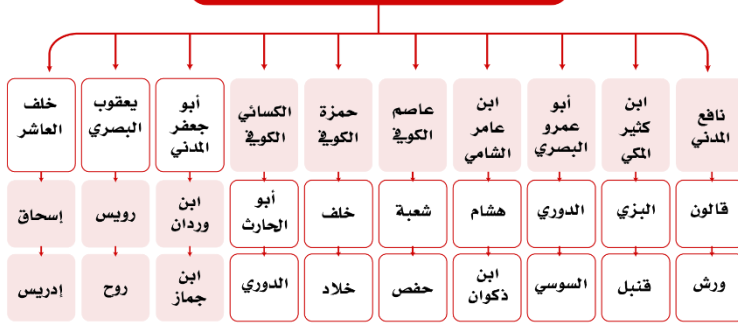 نافع
المدني
ابن
كثير
المكي
أبو
عمرو
البصري
ابن
عامر
الشامي
عاصم
الكوفي
حمزة
الكوفي
الكسائي
الكوفي
أبو
جعفر
المدني
يعقوب
البصري
خلف
العاشر
قالون
البزي
الدوري
هشام
شعبة
خلف
أبو
الحارث
ابن
وردان
رويس
إسحاق
ورش
قنبل
السوسي
ابن
ذكوان
حفص
خلاد
الدوري
ابن
جماز
روح
إدريس